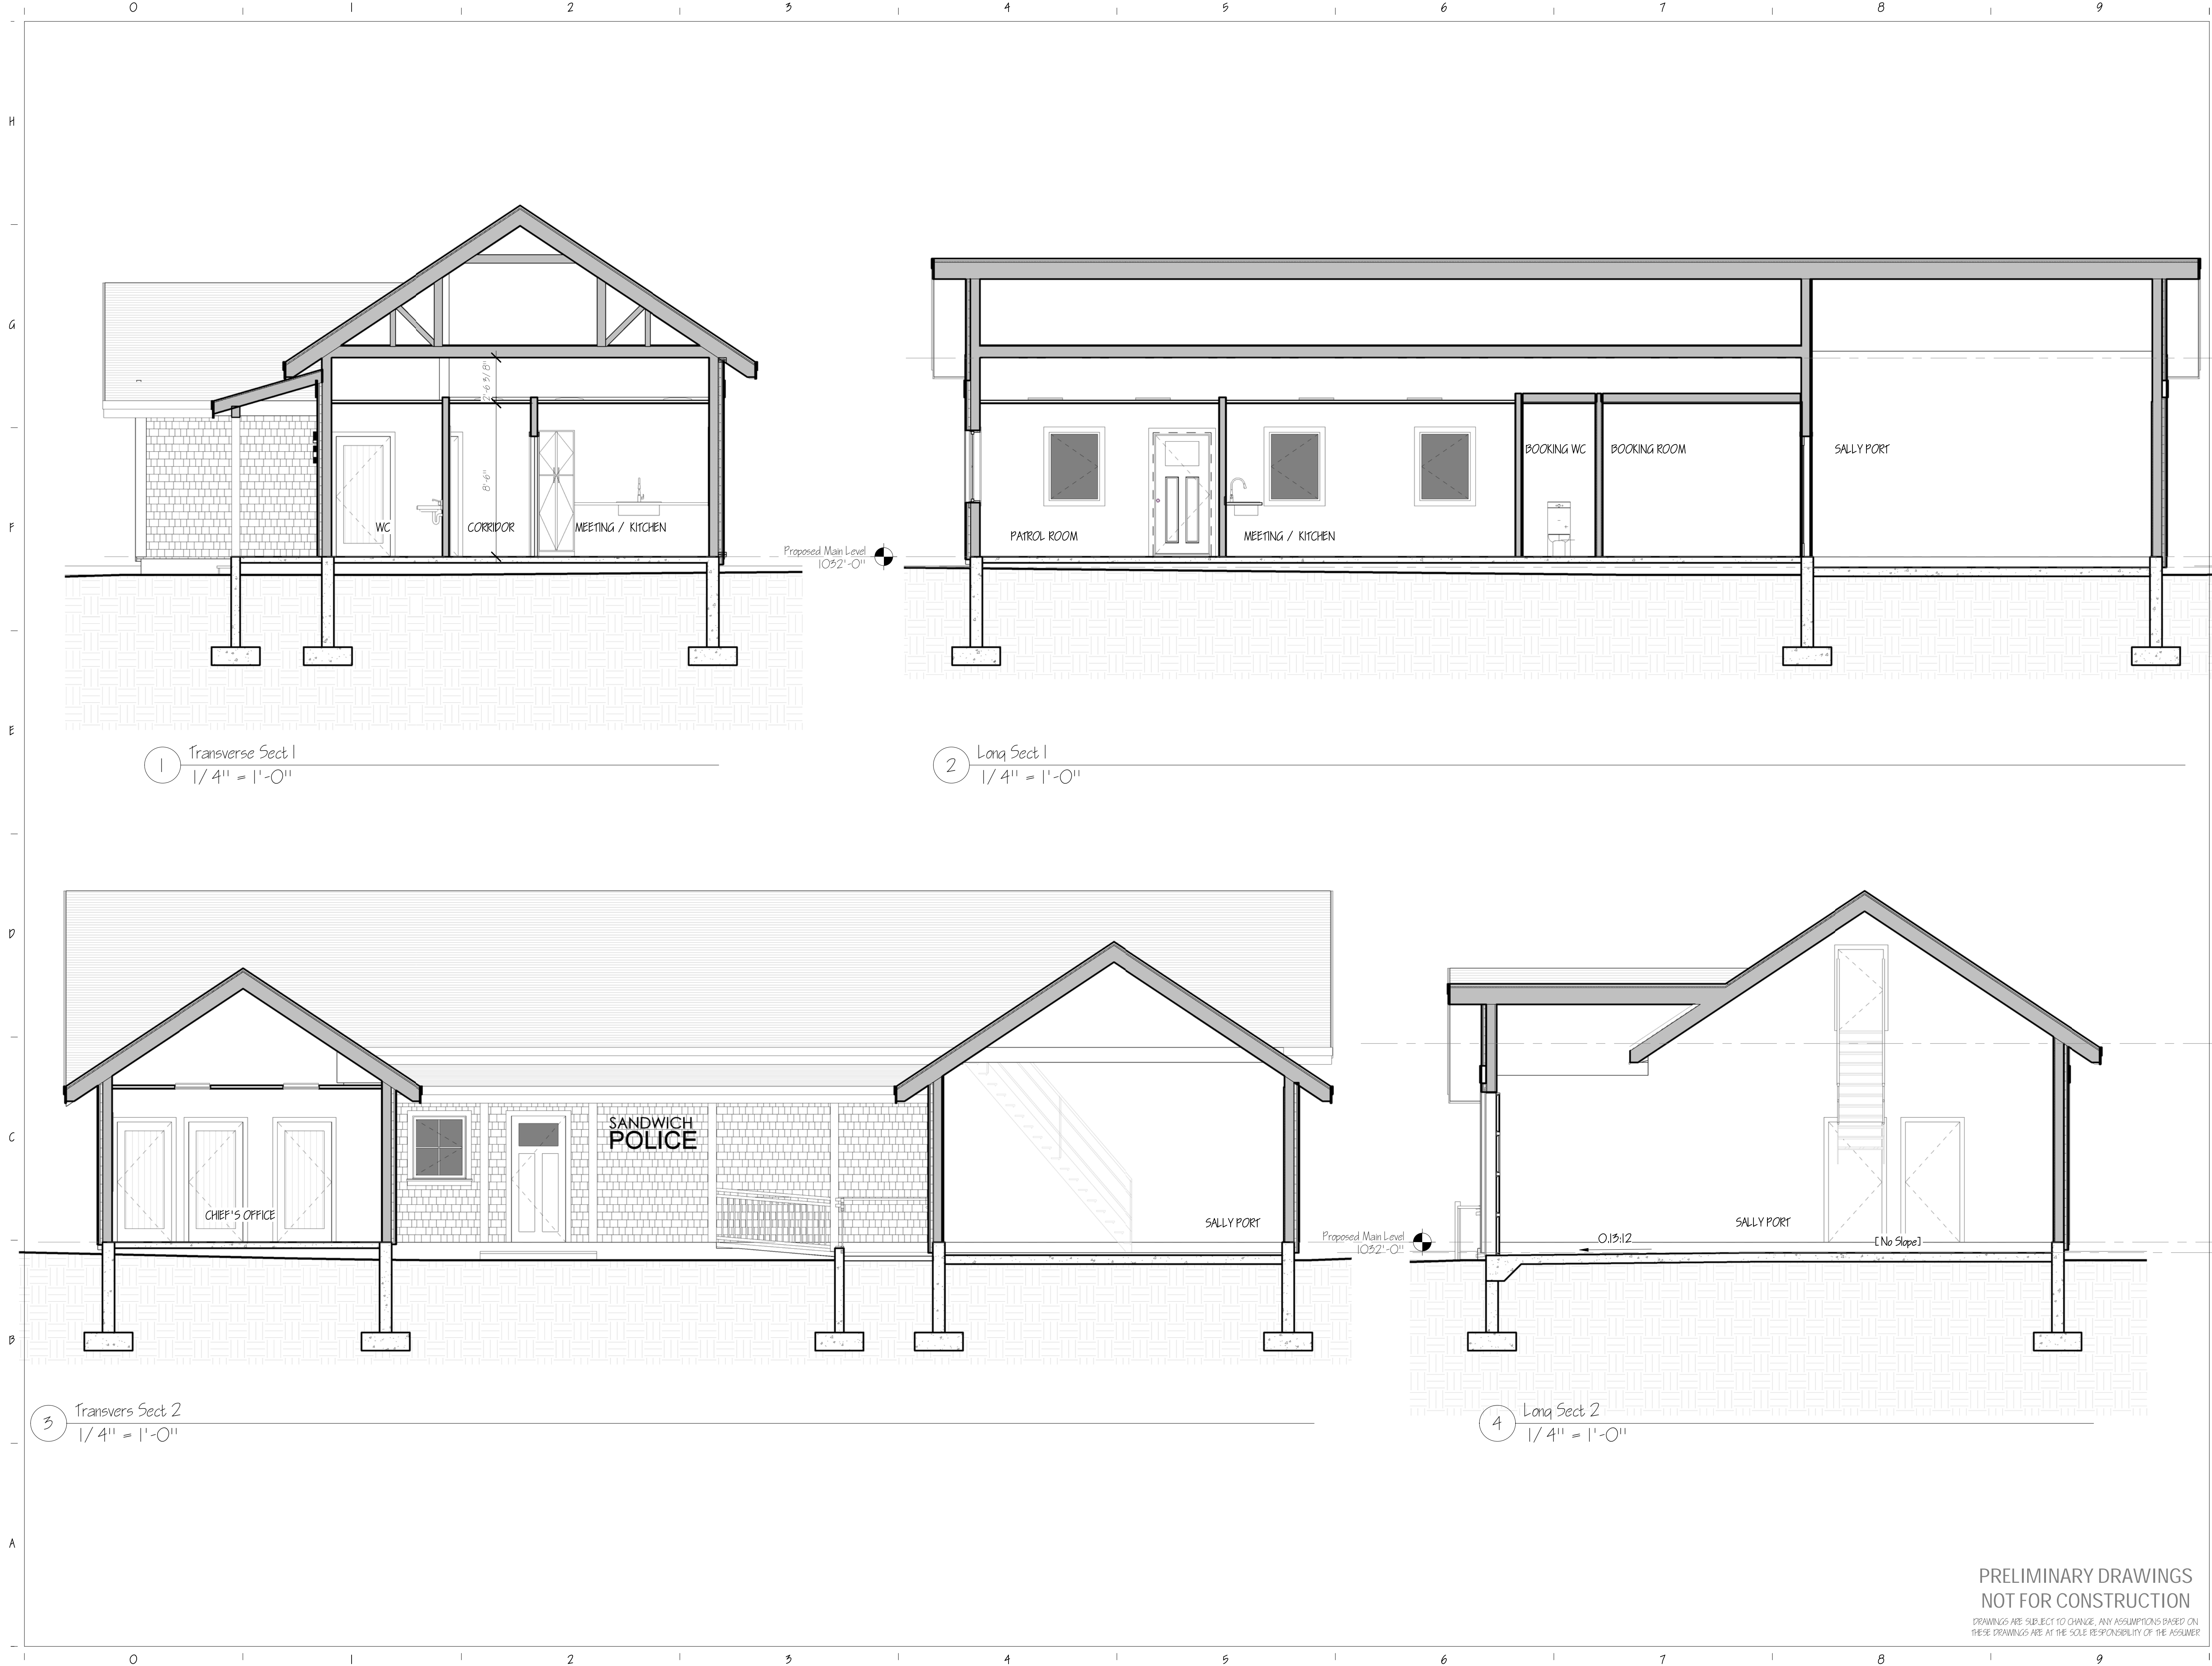 0 1 2 3 4 5 6 7 8 9
H
G
F
E
D
C
B
A
2'-6 3/8"
8'-6"
WC
CORRIDOR
MEETING / KITCHEN
Proposed Main Level
1032'-0"
BOOKING WC
BOOKING ROOM
SALLY PORT
PATROL ROOM
MEETING / KITCHEN
1
Transverse Sect 1
1/4" = 1'-0"
2
Long Sect 1
1/4" = 1'-0"
SANDWICH
POLICE
CHIEF'S OFFICE
SALLY PORT
Proposed Main Level
1032'-0"
0.13:12
SALLY PORT
[No Slope]
3
Transvers Sect 2
1/4" = 1'-0"
4
Long Sect 2
1/4" = 1'-0"
PRELIMINARY DRAWINGS
NOT FOR CONSTRUCTION
DRAWINGS ARE SUBJECT TO CHANGE, ANY ASSUMPTIONS BASED ON
THESE DRAWINGS ARE AT THE SOLE RESPONSIBILITY OF THE ASSUMER
0 1 2 3 4 5 6 7 8 9